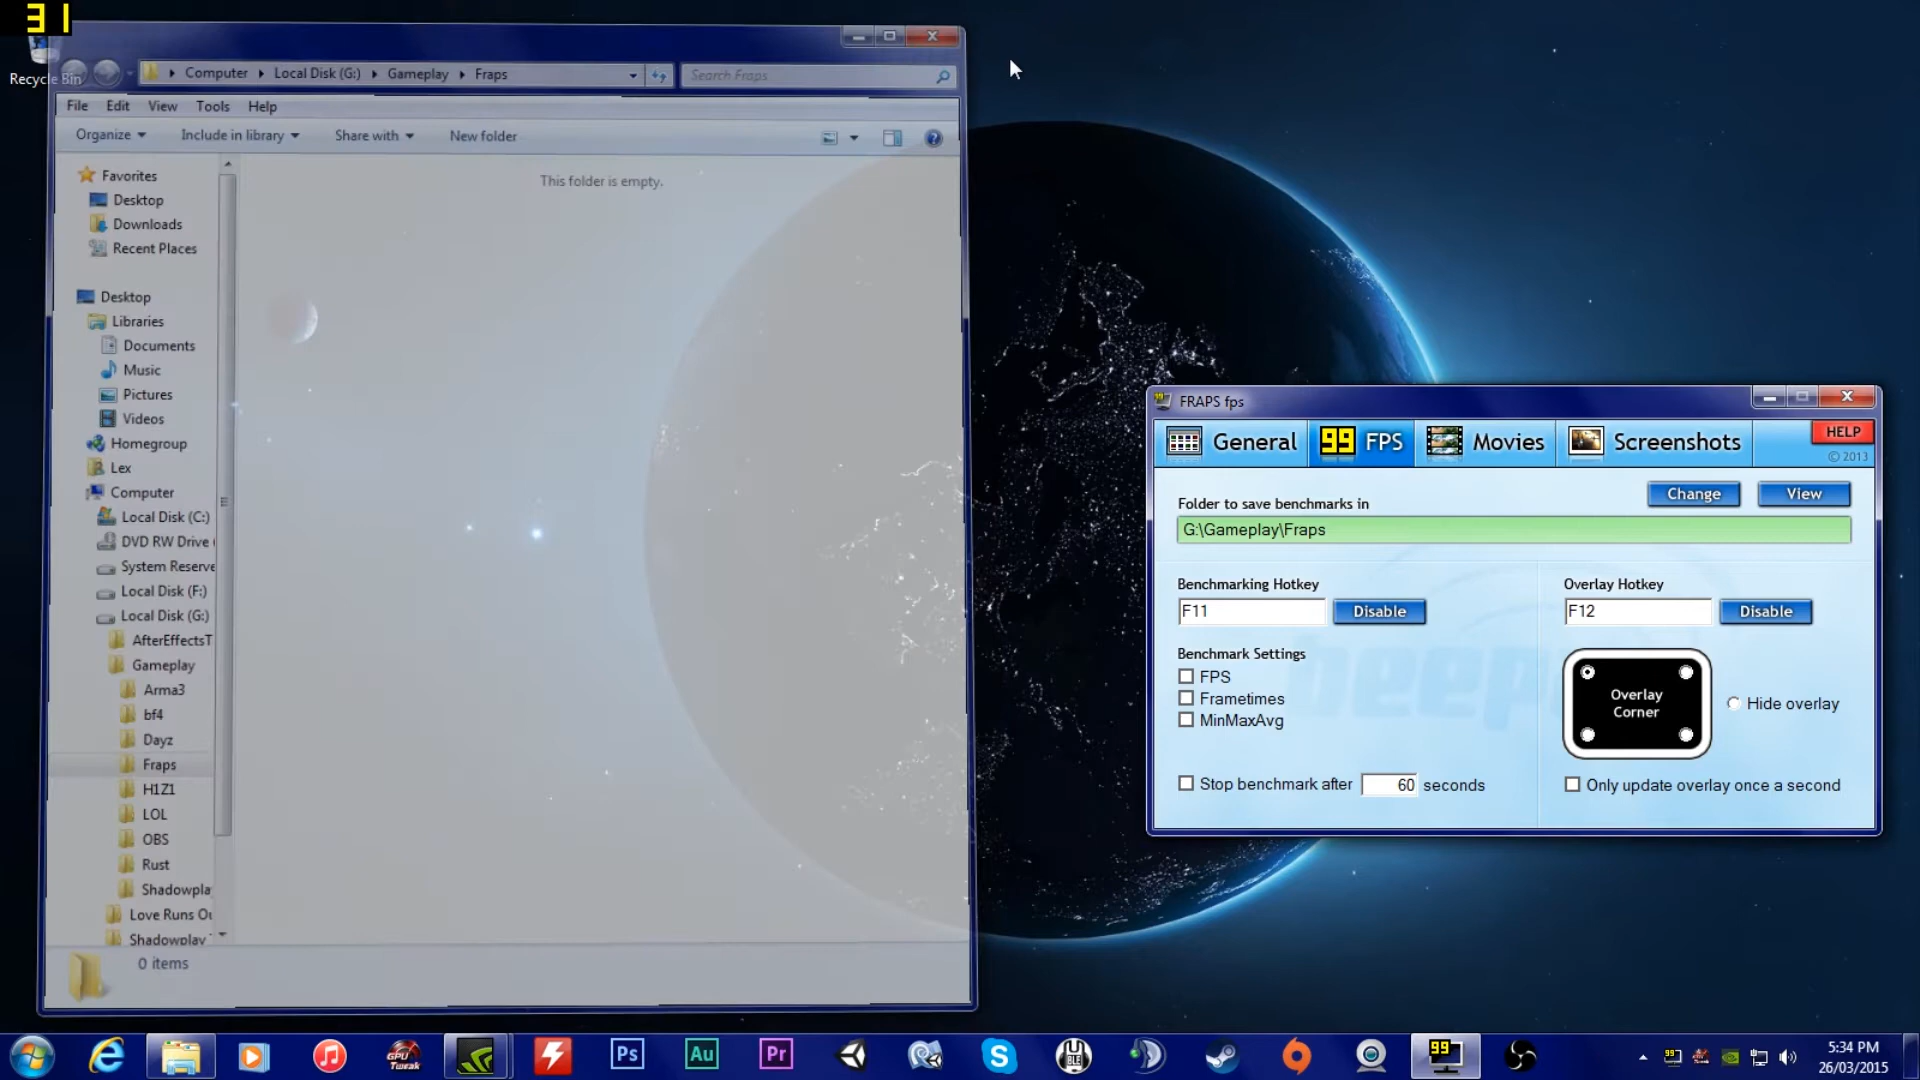 31
Recycle Bin
Computer Local Disk (G:) Gameplay Fraps
Search Fraps
File Edit View Tools Help
Organize Include in library Share with New folder
This folder is empty.
Favorites
Desktop
Downloads
Recent Places
Desktop
Libraries
Documents
Music
Pictures
Videos
Homegroup
Lex
Computer
Local Disk (C:)
DVD RW Drive (
System Reserve
Local Disk (F:)
Local Disk (G:)
AfterEffectsT
Gameplay
Arma3
bf4
Dayz
Fraps
H1Z1
LOL
OBS
Rust
Shadowpla
Love Runs Ou
Shadowplay
0 items
FRAPS fps
General 99 FPS Movies Screenshots
HELP
© 2013
Folder to save benchmarks in
Change View
G:\Gameplay\Fraps
Benchmarking Hotkey
F11 Disable
Benchmark Settings
FPS
Frametimes
MinMaxAvg
Stop benchmark after 60 seconds
Overlay Hotkey
F12 Disable
Overlay
Corner
Hide overlay
Only update overlay once a second
beep
GPU
Tweak
Ps
Au
Pr
BLE
99
5:34 PM
26/03/2015